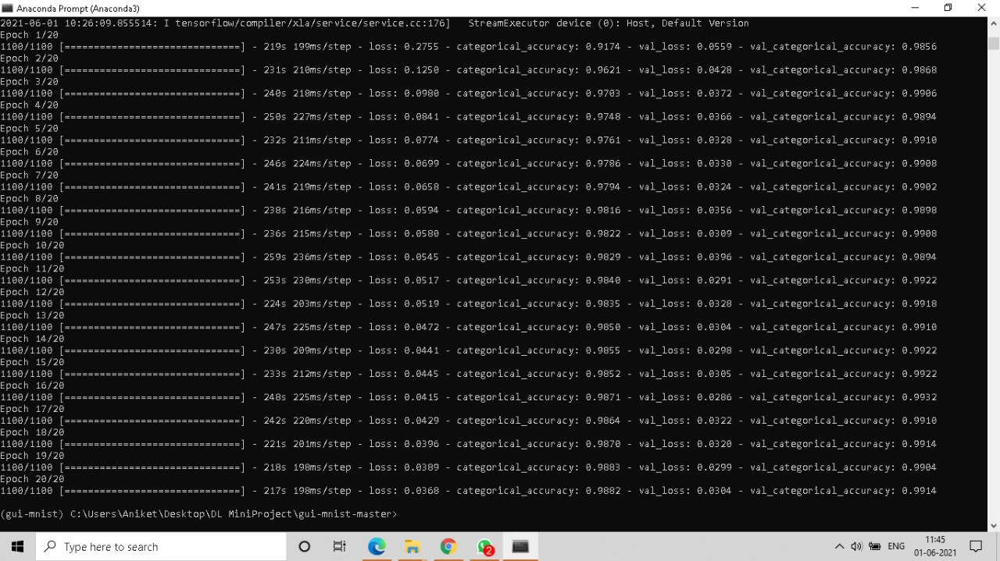 Anaconda Prompt (Anaconda3)
2021-06-01 10:26:09.855514: I tensorflow/compiler/xla/service/service.cc:176]   StreamExecutor device (0): Host, Default Version
Epoch 1/20
1100/1100 [==============================] - 219s 199ms/step - loss: 0.2755 - categorical_accuracy: 0.9174 - val_loss: 0.0559 - val_categorical_accuracy: 0.9856
Epoch 2/20
1100/1100 [==============================] - 231s 210ms/step - loss: 0.1250 - categorical_accuracy: 0.9621 - val_loss: 0.0428 - val_categorical_accuracy: 0.9868
Epoch 3/20
1100/1100 [==============================] - 240s 218ms/step - loss: 0.0980 - categorical_accuracy: 0.9703 - val_loss: 0.0372 - val_categorical_accuracy: 0.9906
Epoch 4/20
1100/1100 [==============================] - 250s 227ms/step - loss: 0.0841 - categorical_accuracy: 0.9748 - val_loss: 0.0366 - val_categorical_accuracy: 0.9894
Epoch 5/20
1100/1100 [==============================] - 232s 211ms/step - loss: 0.0774 - categorical_accuracy: 0.9761 - val_loss: 0.0328 - val_categorical_accuracy: 0.9910
Epoch 6/20
1100/1100 [==============================] - 246s 224ms/step - loss: 0.0699 - categorical_accuracy: 0.9786 - val_loss: 0.0330 - val_categorical_accuracy: 0.9908
Epoch 7/20
1100/1100 [==============================] - 241s 219ms/step - loss: 0.0658 - categorical_accuracy: 0.9794 - val_loss: 0.0324 - val_categorical_accuracy: 0.9902
Epoch 8/20
1100/1100 [==============================] - 238s 216ms/step - loss: 0.0594 - categorical_accuracy: 0.9816 - val_loss: 0.0356 - val_categorical_accuracy: 0.9898
Epoch 9/20
1100/1100 [==============================] - 236s 215ms/step - loss: 0.0580 - categorical_accuracy: 0.9822 - val_loss: 0.0309 - val_categorical_accuracy: 0.9908
Epoch 10/20
1100/1100 [==============================] - 259s 236ms/step - loss: 0.0545 - categorical_accuracy: 0.9829 - val_loss: 0.0396 - val_categorical_accuracy: 0.9894
Epoch 11/20
1100/1100 [==============================] - 253s 230ms/step - loss: 0.0517 - categorical_accuracy: 0.9840 - val_loss: 0.0291 - val_categorical_accuracy: 0.9922
Epoch 12/20
1100/1100 [==============================] - 224s 203ms/step - loss: 0.0519 - categorical_accuracy: 0.9835 - val_loss: 0.0328 - val_categorical_accuracy: 0.9918
Epoch 13/20
1100/1100 [==============================] - 247s 225ms/step - loss: 0.0472 - categorical_accuracy: 0.9850 - val_loss: 0.0304 - val_categorical_accuracy: 0.9910
Epoch 14/20
1100/1100 [==============================] - 230s 209ms/step - loss: 0.0441 - categorical_accuracy: 0.9855 - val_loss: 0.0298 - val_categorical_accuracy: 0.9922
Epoch 15/20
1100/1100 [==============================] - 233s 212ms/step - loss: 0.0445 - categorical_accuracy: 0.9852 - val_loss: 0.0305 - val_categorical_accuracy: 0.9922
Epoch 16/20
1100/1100 [==============================] - 248s 225ms/step - loss: 0.0415 - categorical_accuracy: 0.9871 - val_loss: 0.0286 - val_categorical_accuracy: 0.9932
Epoch 17/20
1100/1100 [==============================] - 242s 220ms/step - loss: 0.0429 - categorical_accuracy: 0.9864 - val_loss: 0.0322 - val_categorical_accuracy: 0.9910
Epoch 18/20
1100/1100 [==============================] - 221s 201ms/step - loss: 0.0396 - categorical_accuracy: 0.9870 - val_loss: 0.0320 - val_categorical_accuracy: 0.9914
Epoch 19/20
1100/1100 [==============================] - 218s 198ms/step - loss: 0.0389 - categorical_accuracy: 0.9883 - val_loss: 0.0299 - val_categorical_accuracy: 0.9904
Epoch 20/20
1100/1100 [==============================] - 217s 198ms/step - loss: 0.0368 - categorical_accuracy: 0.9882 - val_loss: 0.0304 - val_categorical_accuracy: 0.9914
(gui-mnist) C:\Users\Aniket\Desktop\DL MiniProject\gui-mnist-master>
Type here to search
2
ENG
11:45
01-06-2021